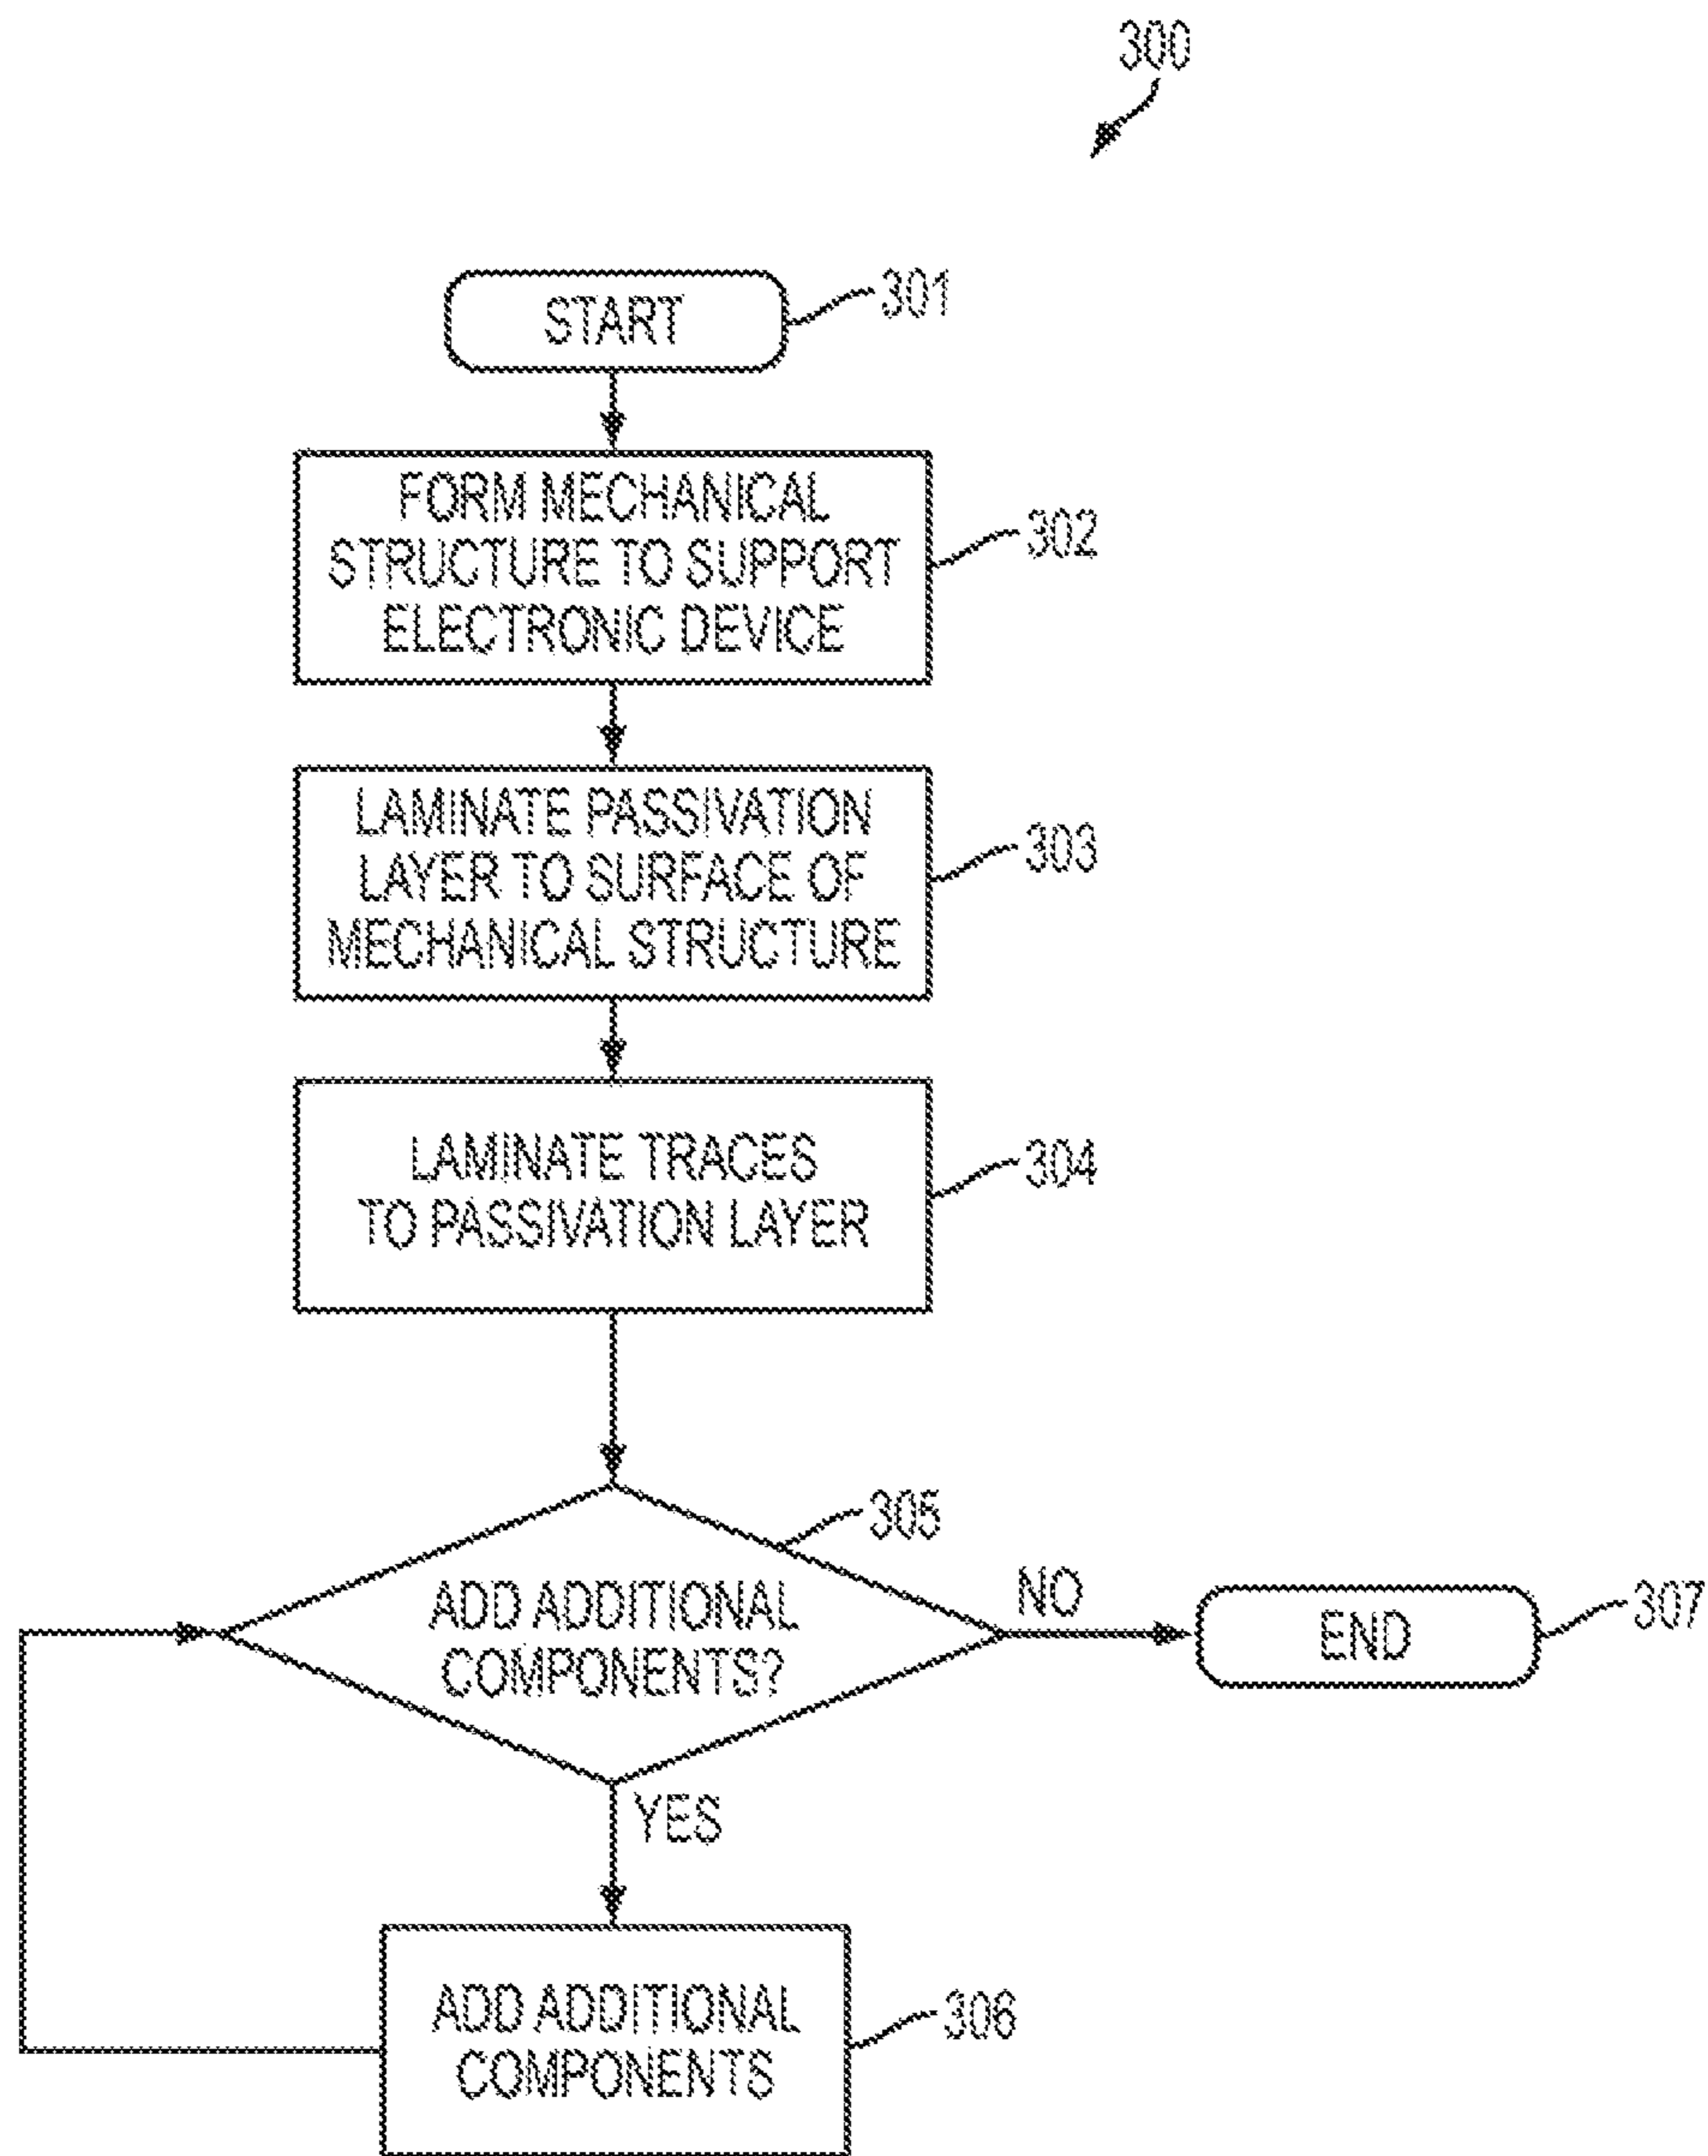 300
START
301
FORM MECHANICAL
STRUCTURE TO SUPPORT
ELECTRONIC DEVICE
302
LAMINATE PASSIVATION
LAYER TO SURFACE OF
MECHANICAL STRUCTURE
303
LAMINATE TRACES
TO PASSIVATION LAYER
304
305
ADD ADDITIONAL
COMPONENTS?
NO
END
307
YES
ADD ADDITIONAL
COMPONENTS
306